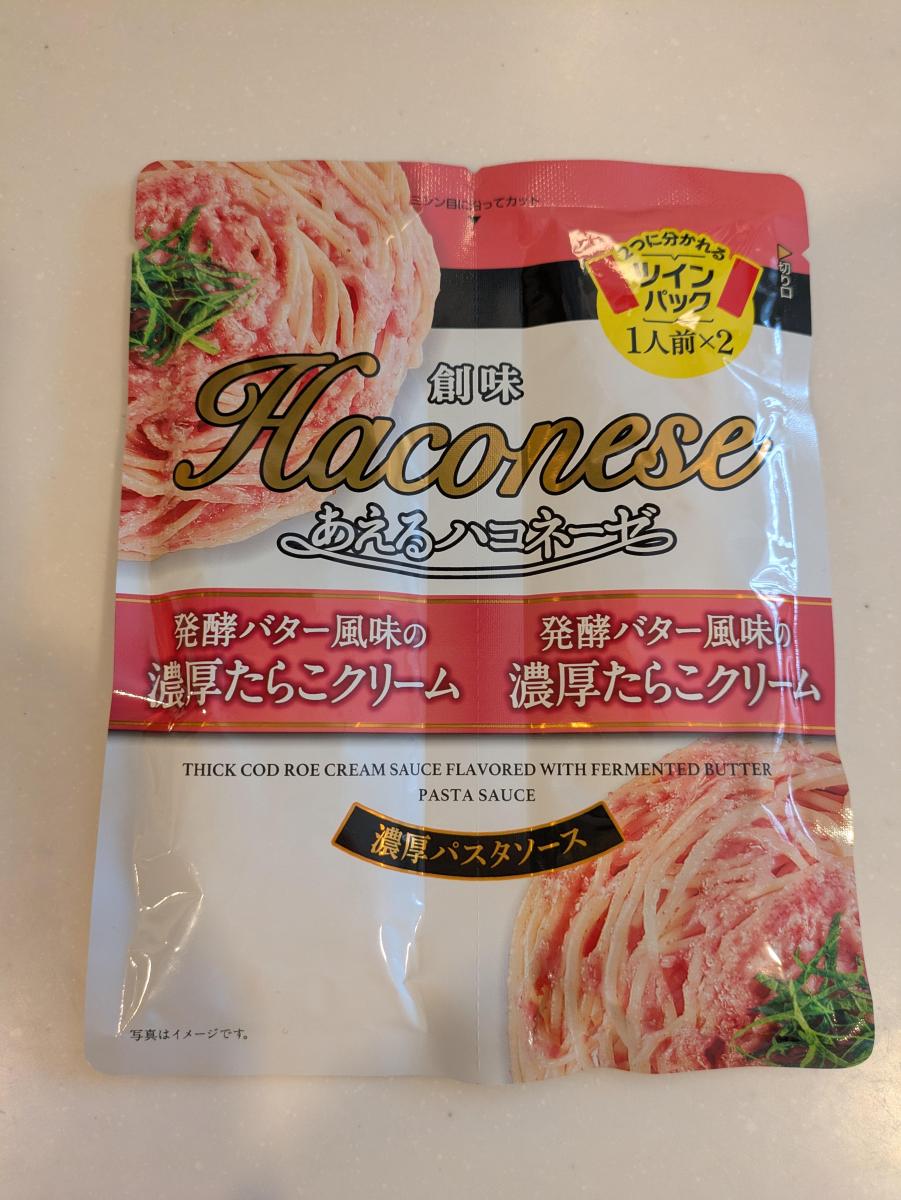 ミシン目に沿ってカット
2つに分かれる
ツイン
パック
1人前×2
切り口
創味
Haconese
あえるハコネーゼ
発酵バター風味の
濃厚たらこクリーム
発酵バター風味の
濃厚たらこクリーム
THICK COD ROE CREAM SAUCE FLAVORED WITH FERMENTED BUTTER
PASTA SAUCE
濃厚パスタソース
写真はイメージです。